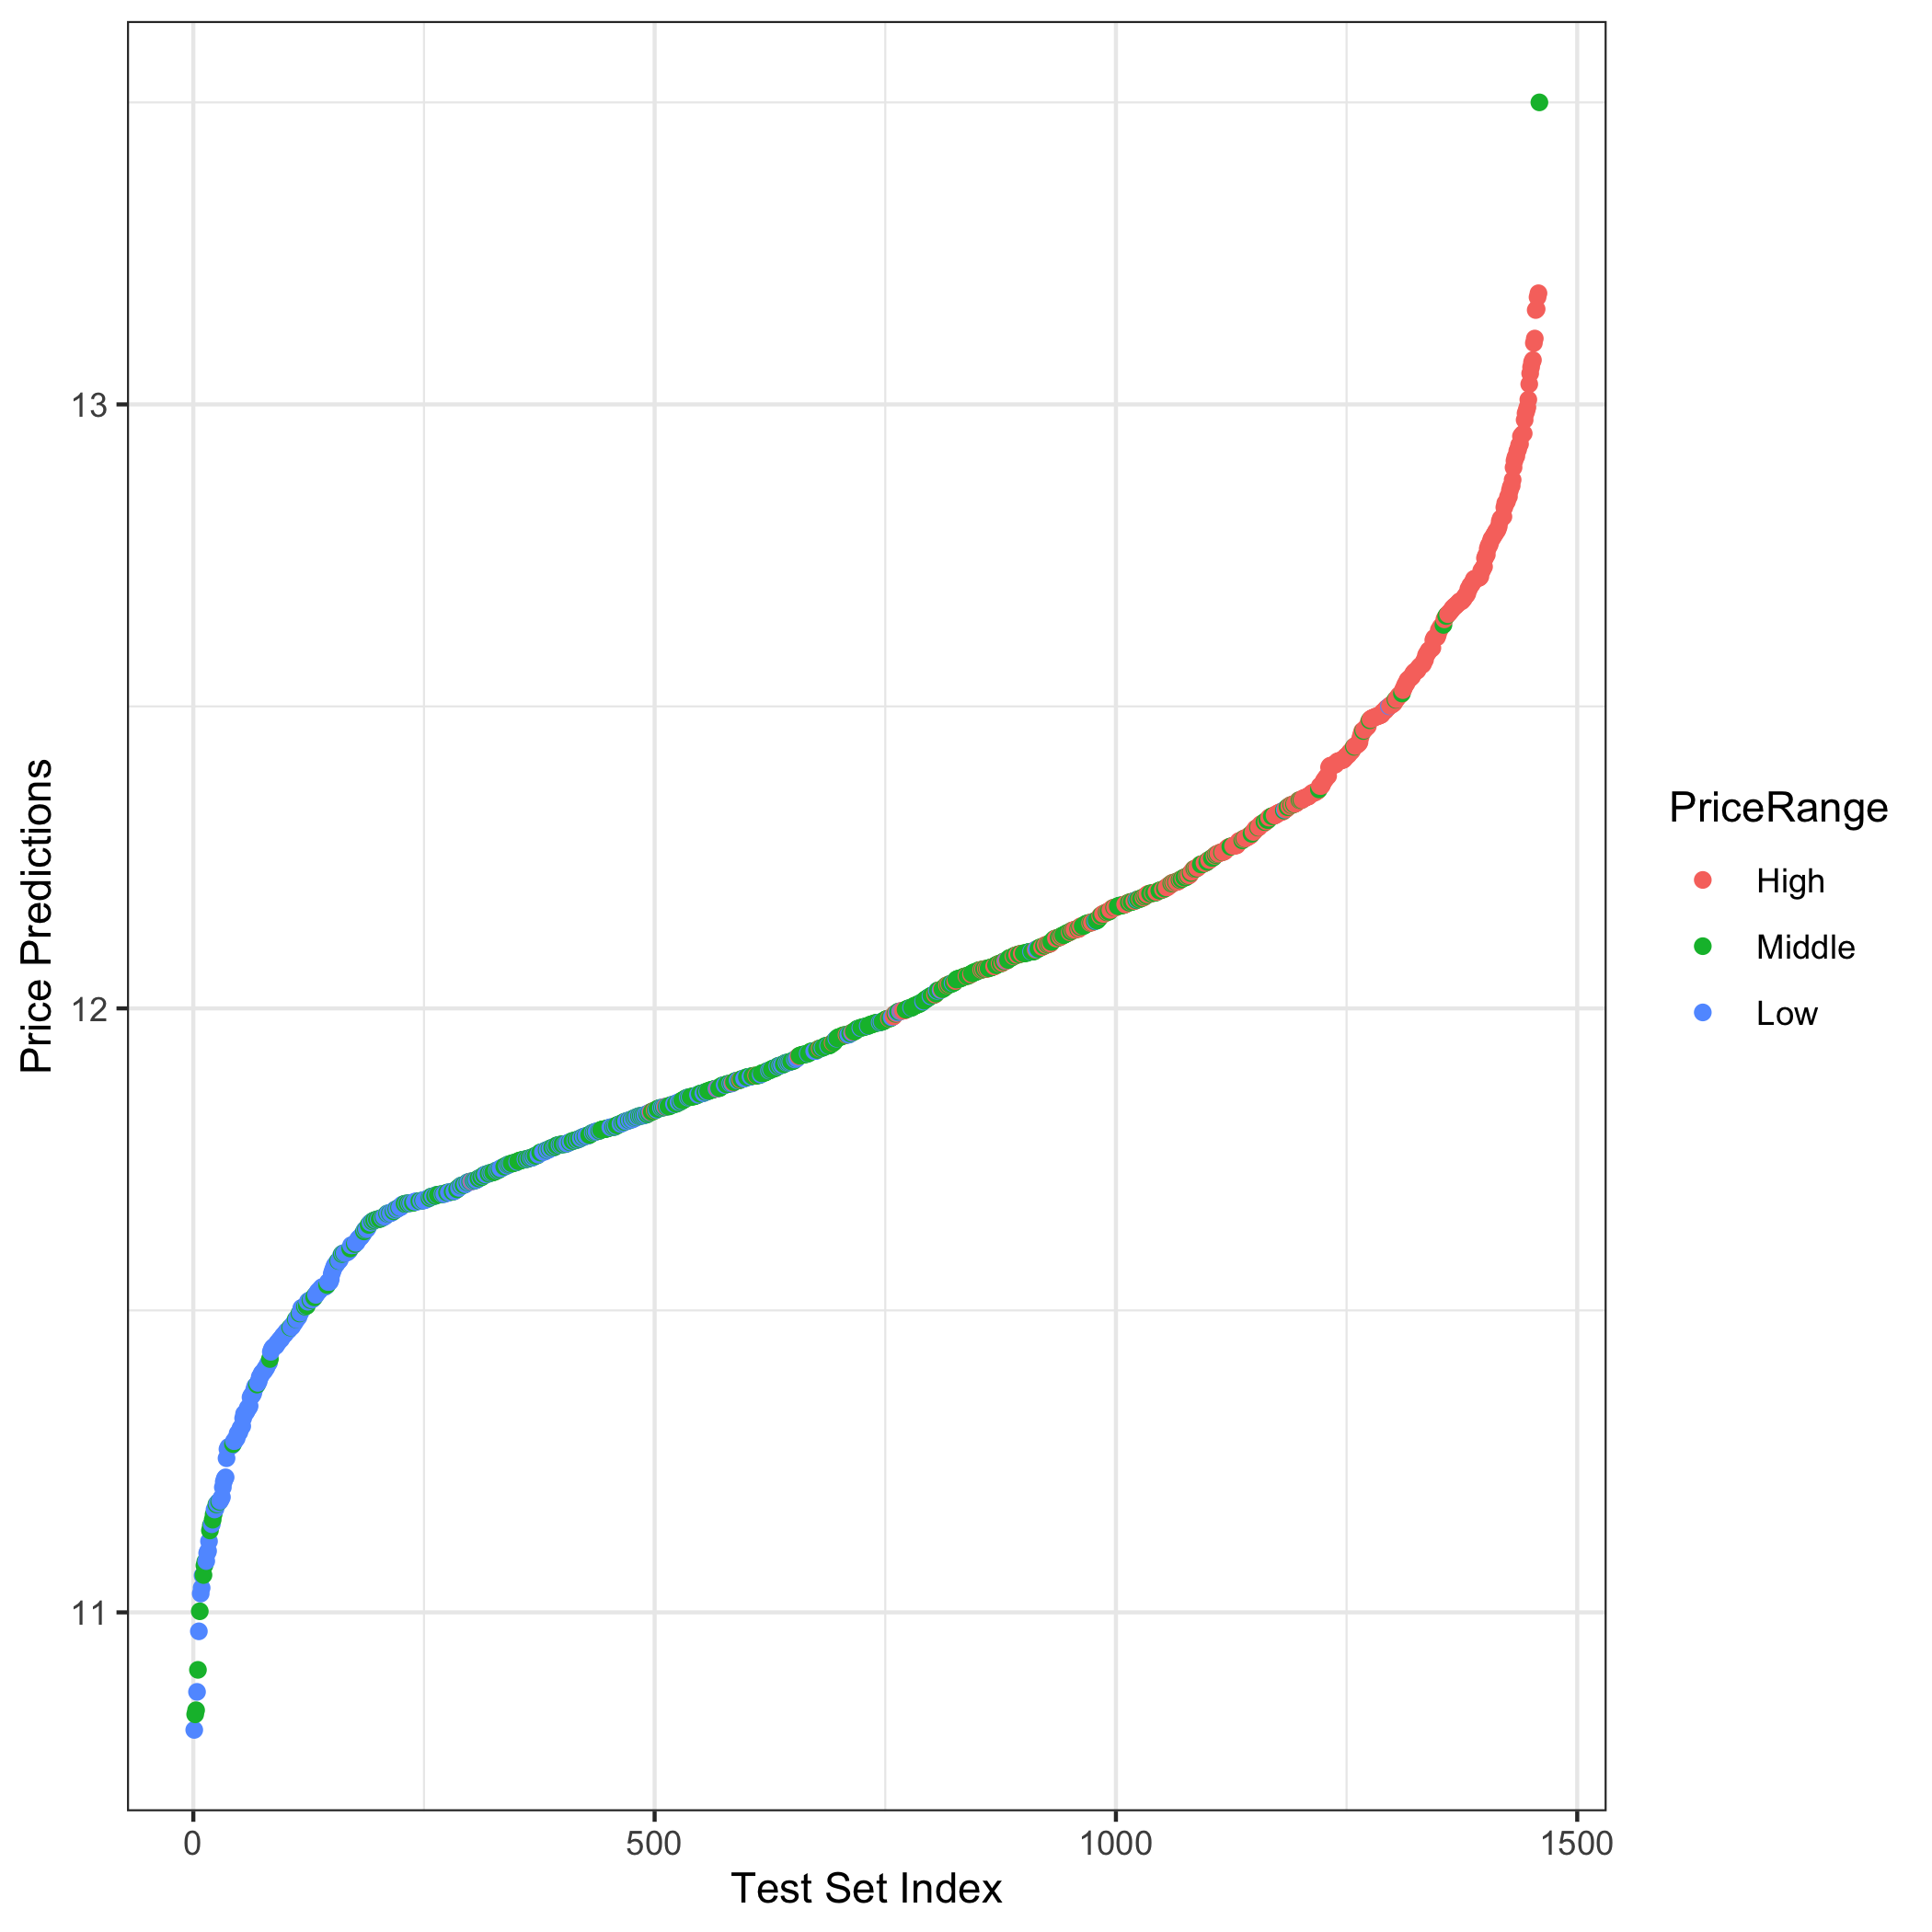 Price Predictions
13
12
11
0 500 1000 1500
Test Set Index
PriceRange
High
Middle
Low